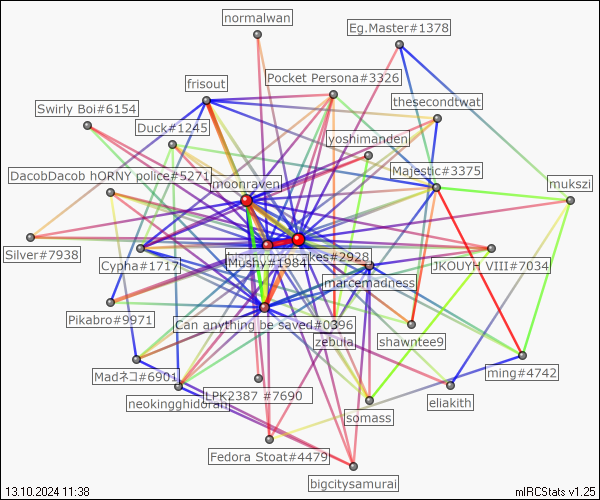 normalwan
Eg.Master#1378
Pocket Persona#3326
frisout
thesecondtwat
Swirly Boi#6154
Duck#1245
yoshimanden
DacobDacob hORNY police#5271
Majestic#3375
moonraven
mukszi
Silver#7938
Cypha#1717
Mushy#1984
kes#2928
JKOUYH VIII#7034
marcemadness
Pikabro#9971
Can anything be saved#0396
zebula
shawntee9
Madネコ#6901
ming#4742
neokingghidorah
LPK2387 #7690
eliakith
somass
Fedora Stoat#4479
bigcitysamurai
13.10.2024 11:38
mIRCStats v1.25